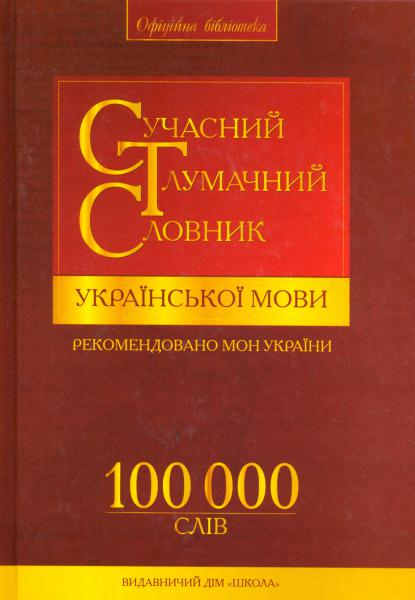 Офіційна бібліотека
СУЧАСНИЙ
ТЛУМАЧНИЙ
СЛОВНИК
УКРАЇНСЬКОЇ МОВИ
РЕКОМЕНДОВАНО МОН УКРАЇНИ
100 000
СЛІВ
ВИДАВНИЧИЙ ДІМ «ШКОЛА»